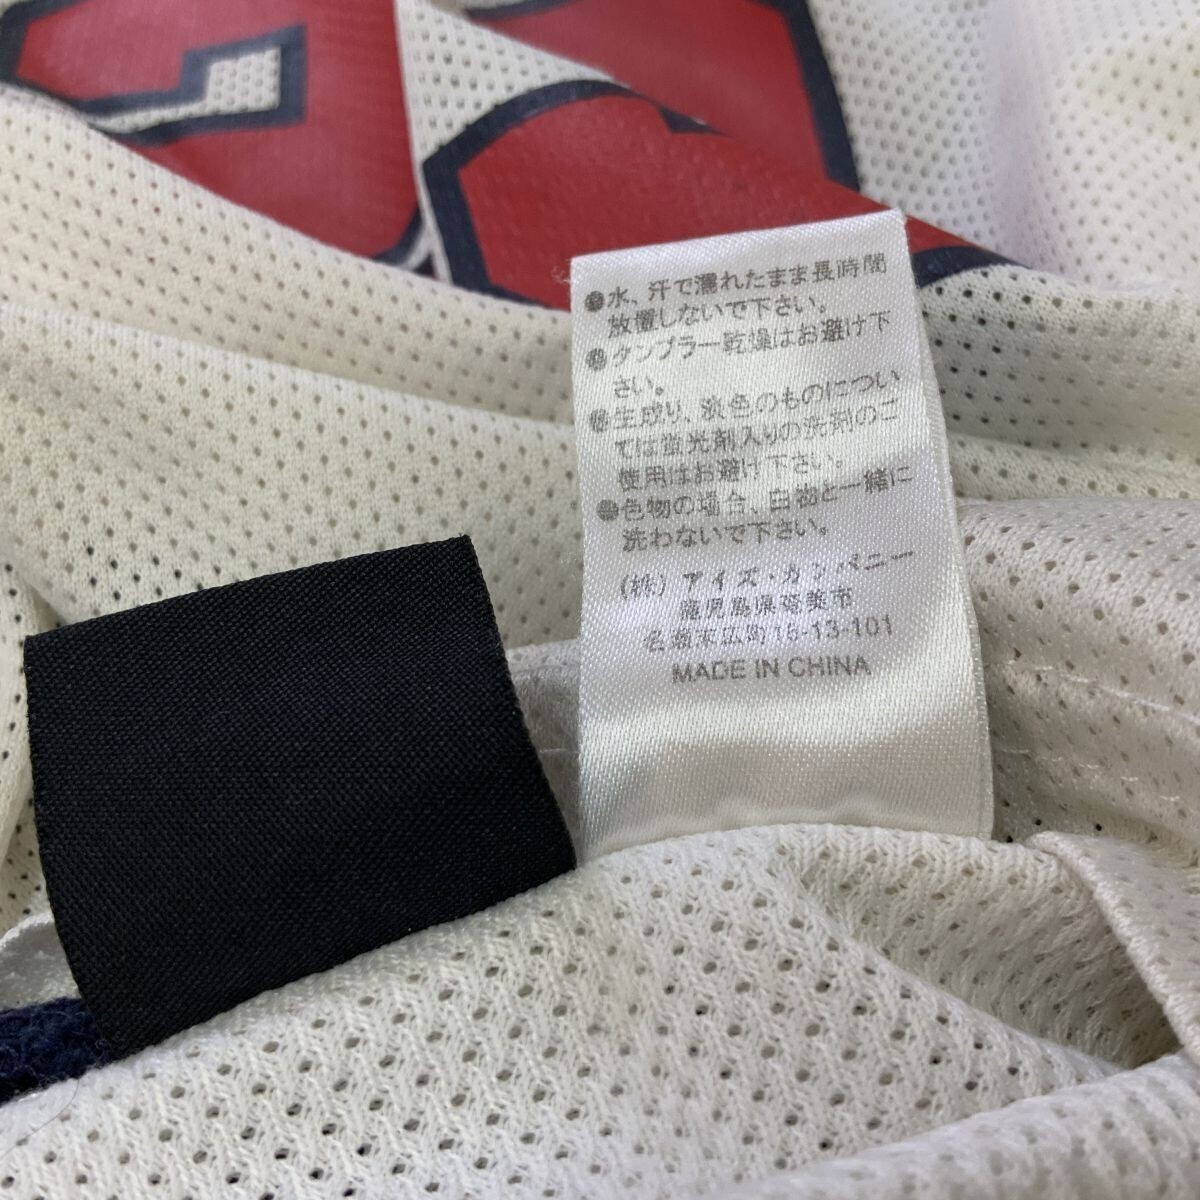 ●水、汗で濡れたまま長時間
放置しないで下さい。
●タンブラー乾燥はお避け下
さい。
●生成り、淡色のものについ
ては蛍光剤入りの洗剤のご
使用はお避け下さい。
●色物の場合、白物と一緒に
洗わないで下さい。
(株) アイズ・カンパニー
鹿児島県奄美市
名瀬末広町16-13-101
MADE IN CHINA